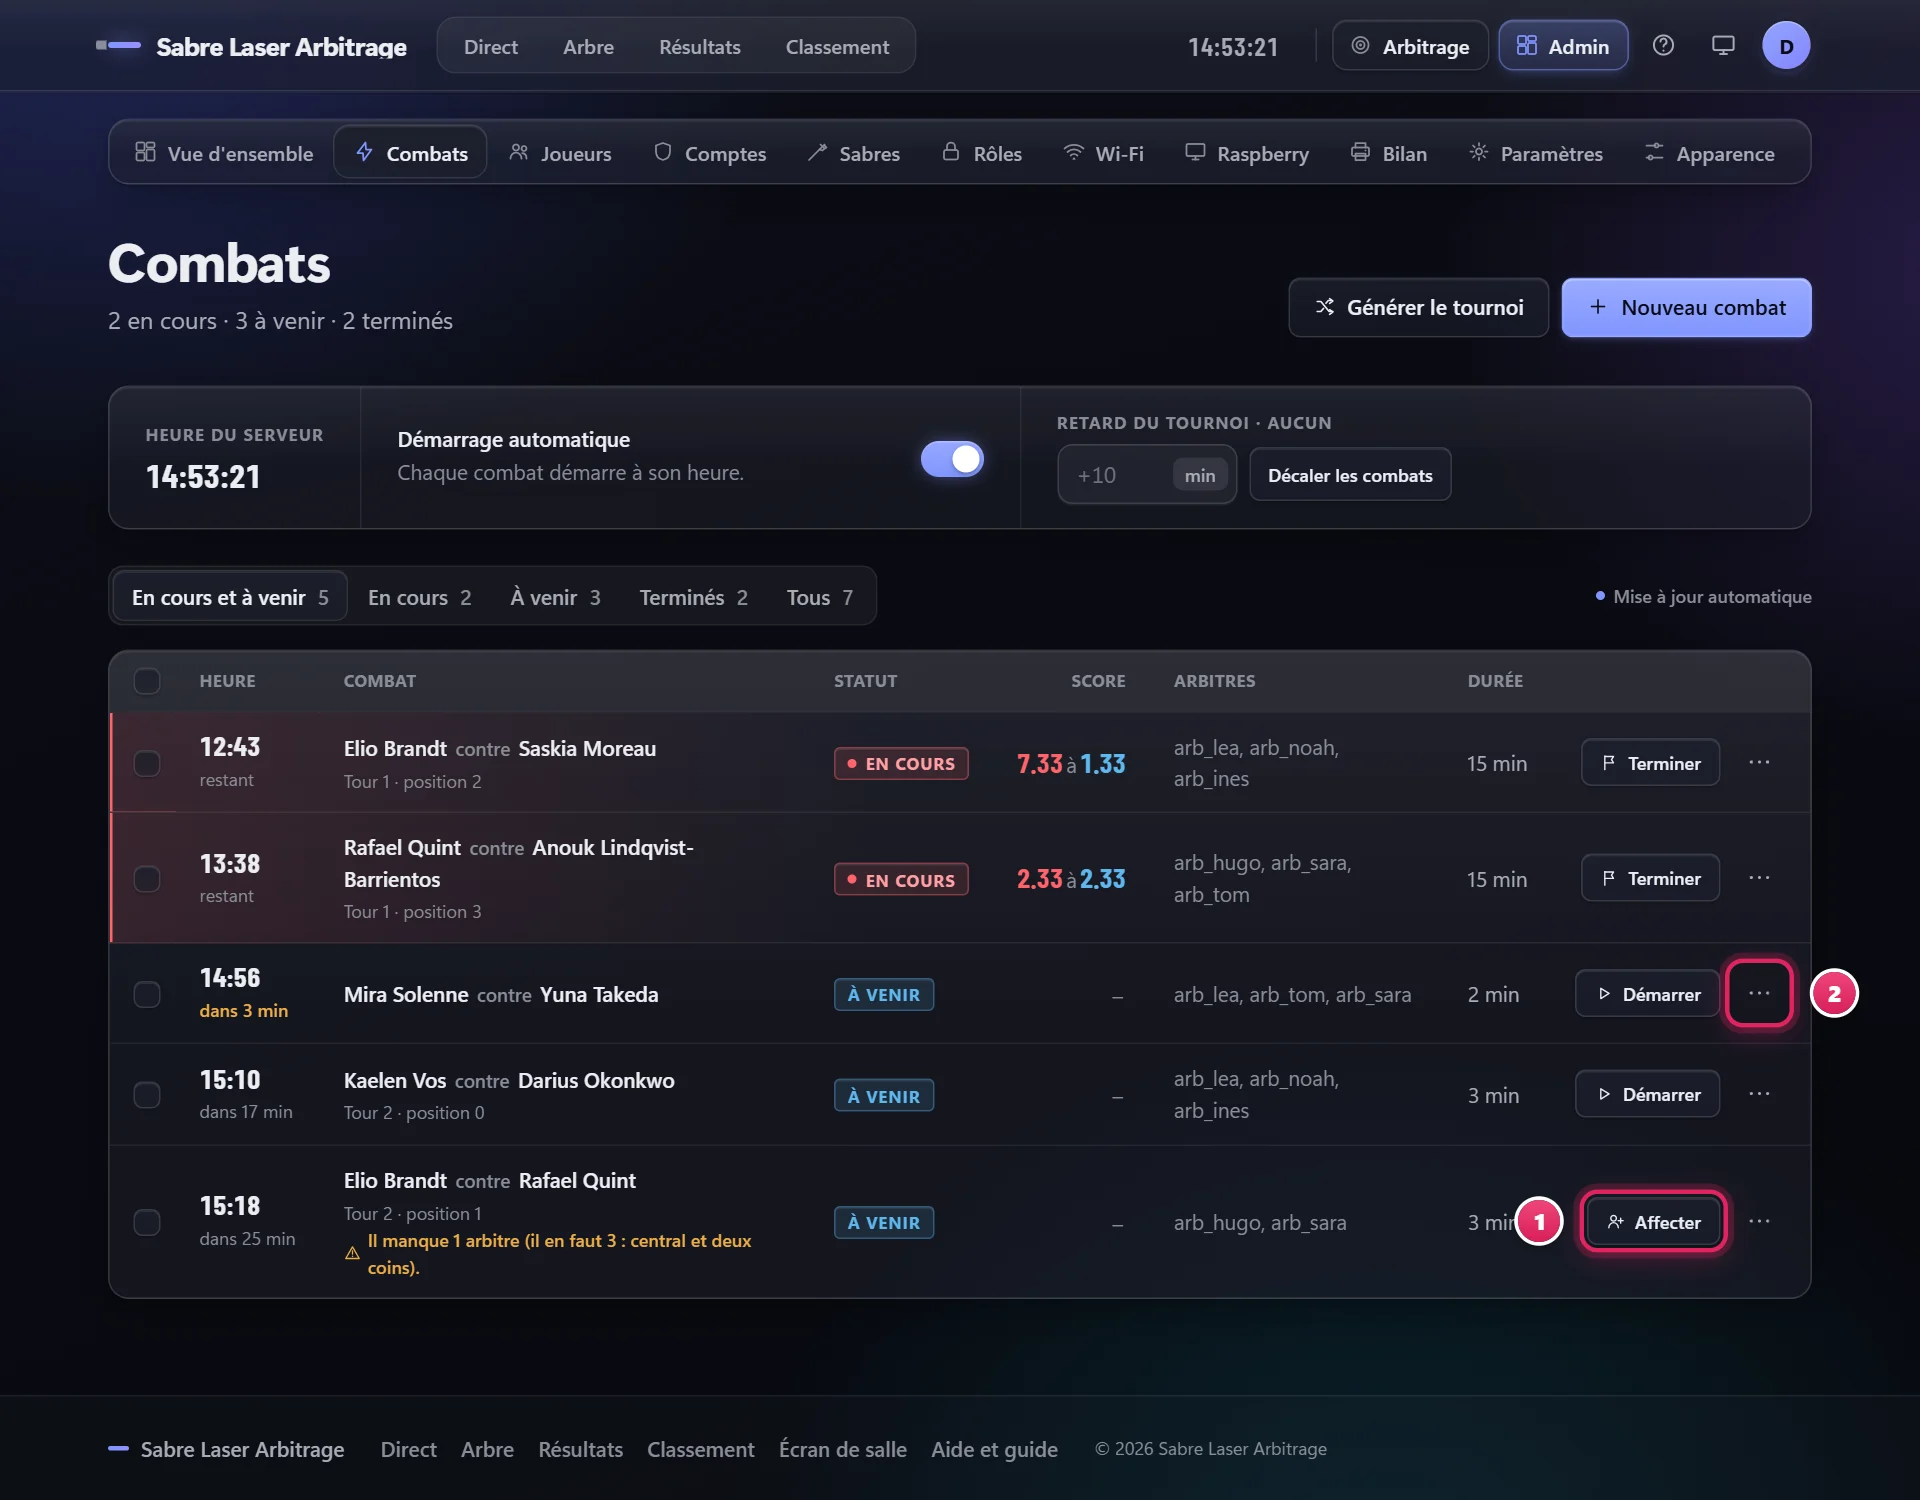 Sabre Laser Arbitrage
Direct
Arbre
Résultats
Classement
14:53:21
Arbitrage
Admin
D
Vue d'ensemble
Combats
Joueurs
Comptes
Sabres
Rôles
Wi-Fi
Raspberry
Bilan
Paramètres
Apparence
Combats
2 en cours · 3 à venir · 2 terminés
Générer le tournoi
+ Nouveau combat
HEURE DU SERVEUR
14:53:21
Démarrage automatique
Chaque combat démarre à son heure.
RETARD DU TOURNOI · AUCUN
+10 min
Décaler les combats
En cours et à venir 5
En cours 2
À venir 3
Terminés 2
Tous 7
Mise à jour automatique
HEURE
COMBAT
STATUT
SCORE
ARBITRES
DURÉE
12:43
restant
Elio Brandt contre Saskia Moreau
Tour 1 · position 2
EN COURS
7.33 à 1.33
arb_lea, arb_noah,
arb_ines
15 min
Terminer
...
13:38
restant
Rafael Quint contre Anouk Lindqvist-
Barrientos
Tour 1 · position 3
EN COURS
2.33 à 2.33
arb_hugo, arb_sara,
arb_tom
15 min
Terminer
...
14:56
dans 3 min
Mira Solenne contre Yuna Takeda
À VENIR
–
arb_lea, arb_tom, arb_sara
2 min
Démarrer
...
2
15:10
dans 17 min
Kaelen Vos contre Darius Okonkwo
Tour 2 · position 0
À VENIR
–
arb_lea, arb_noah,
arb_ines
3 min
Démarrer
...
15:18
dans 25 min
Elio Brandt contre Rafael Quint
Tour 2 · position 1
Il manque 1 arbitre (il en faut 3 : central et deux
coins).
À VENIR
–
arb_hugo, arb_sara
3 min
1
Affecter
...
Sabre Laser Arbitrage
Direct
Arbre
Résultats
Classement
Écran de salle
Aide et guide
© 2026 Sabre Laser Arbitrage